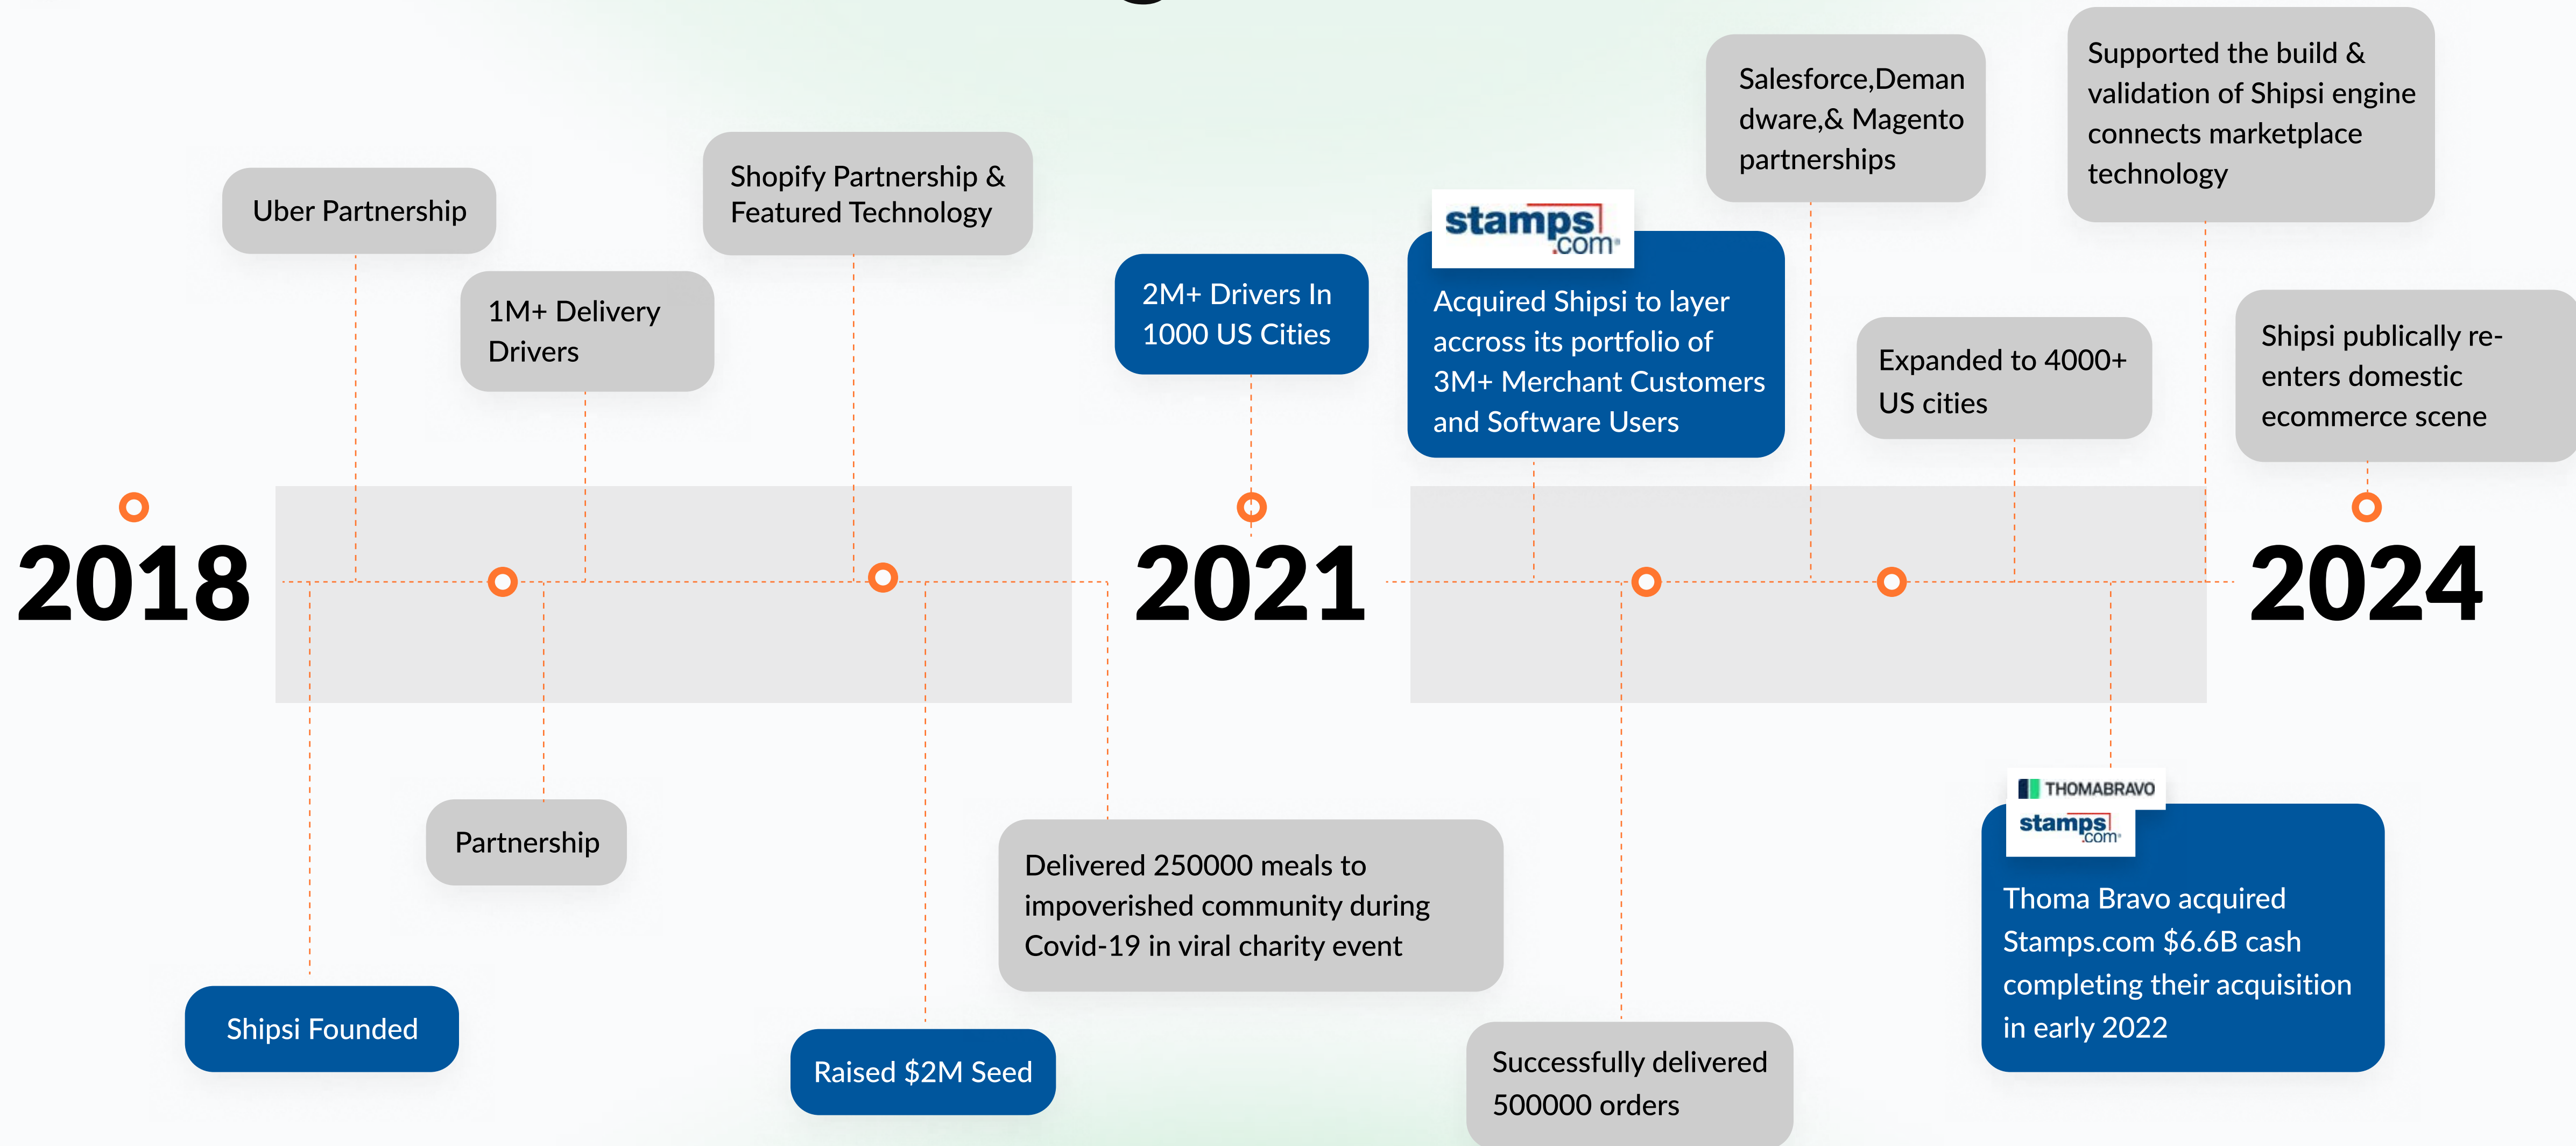 Uber Partnership
1M+ Delivery
Drivers
Shopify Partnership &
Featured Technology
2M+ Drivers In
1000 US Cities
stamps
.com®
Acquired Shipsi to layer
accross its portfolio of
3M+ Merchant Customers
and Software Users
Salesforce,Deman
dware,& Magento
partnerships
Expanded to 4000+
US cities
Supported the build &
validation of Shipsi engine
connects marketplace
technology
Shipsi publically re-
enters domestic
ecommerce scene
2018
2021
2024
Shipsi Founded
Partnership
Raised $2M Seed
Delivered 250000 meals to
impoverished community during
Covid-19 in viral charity event
Successfully delivered
500000 orders
THOMABRAVO
stamps
.com®
Thoma Bravo acquired
Stamps.com $6.6B cash
completing their acquisition
in early 2022